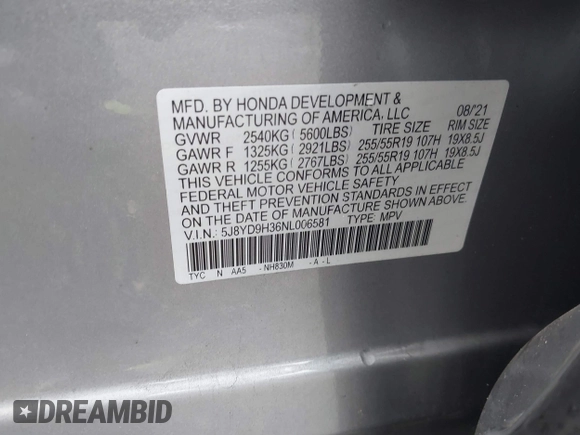 MFD. BY HONDA DEVELOPMENT &
MANUFACTURING OF AMERICA, LLC 08/21
GVWR 2540KG (5600LBS) TIRE SIZE RIM SIZE
GAWR F 1325KG (2921LBS) 255/55R19 107H 19X8.5J
GAWR R 1255KG (2767LBS) 255/55R19 107H 19X8.5J
THIS VEHICLE CONFORMS TO ALL APPLICABLE
FEDERAL MOTOR VEHICLE SAFETY
AND THEFT PREVENTION STANDARDS IN EFFECT
ON THE DATE OF MANUFACTURE SHOWN ABOVE.
V.I.N.: 5J8YD9H36NL006581 TYPE: MPV
TYC N AA5 - NH830M - A - L
DREAMBID